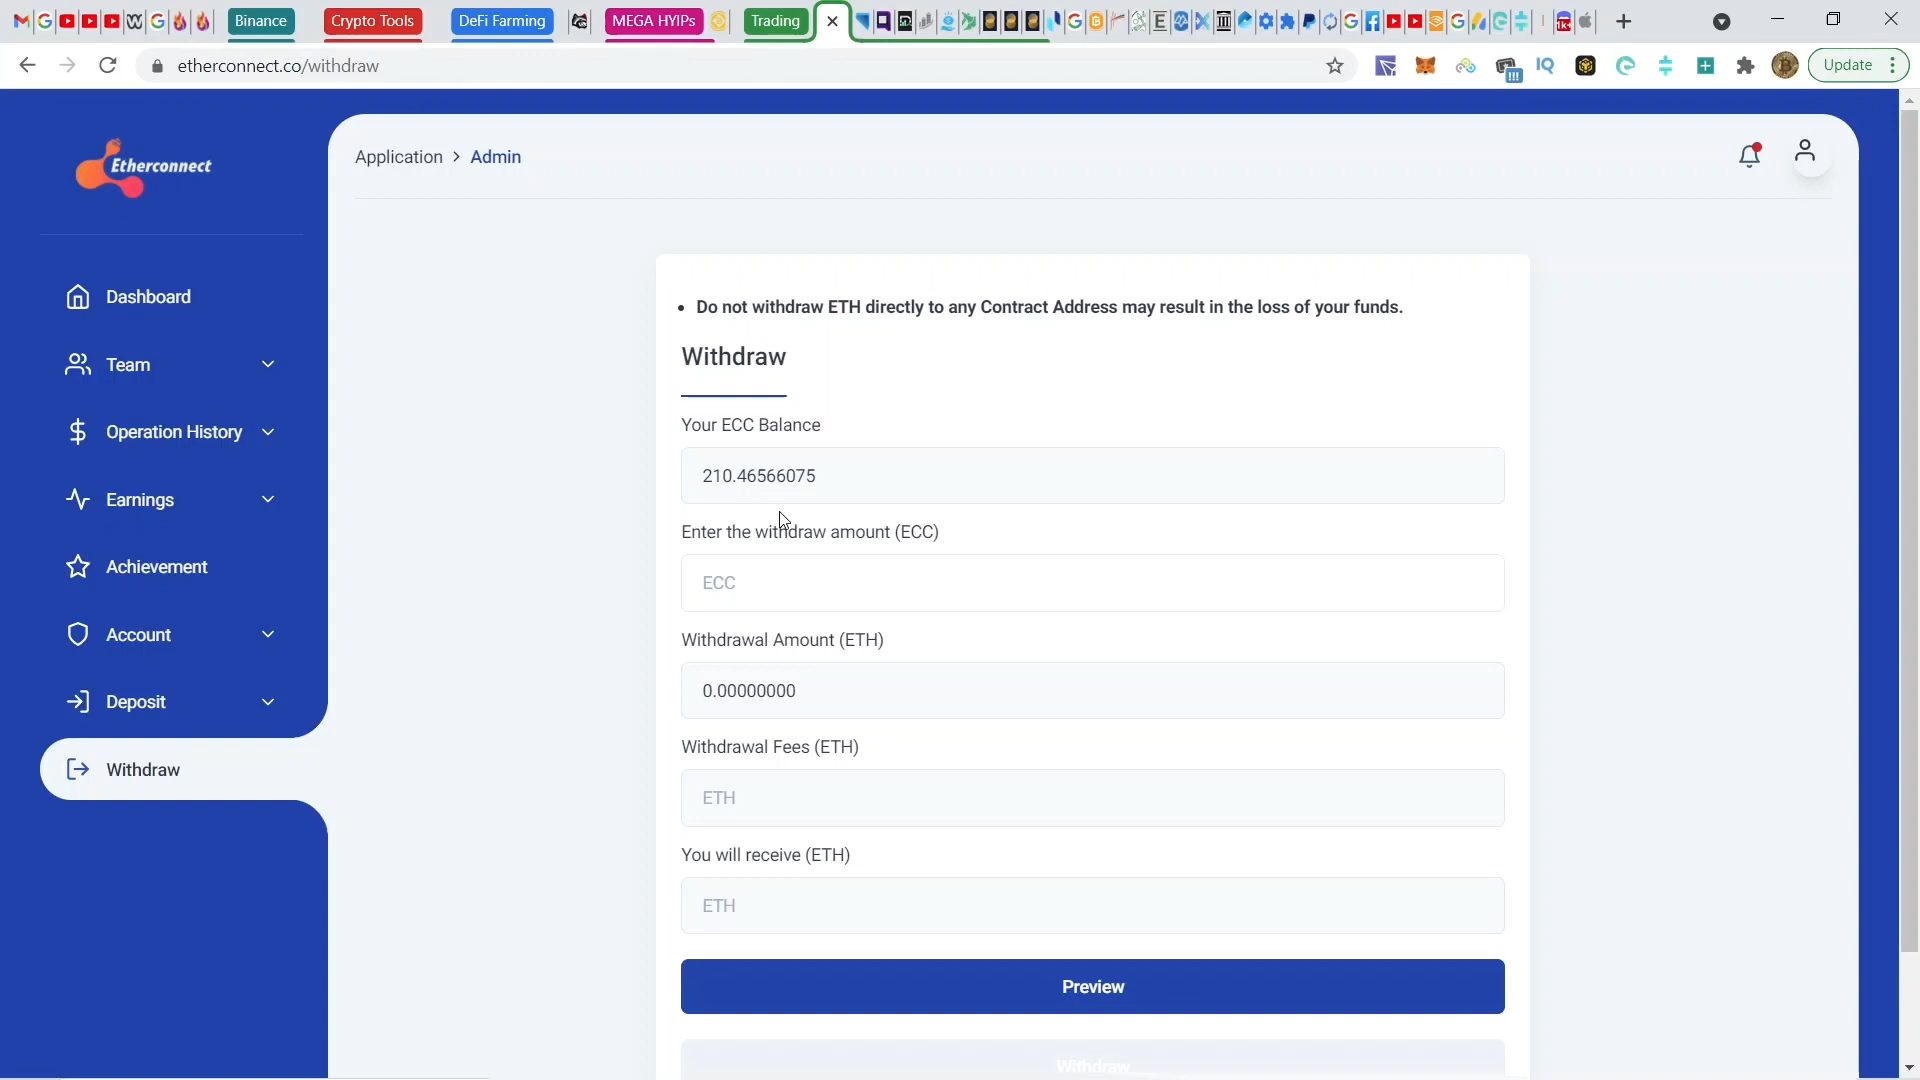 Binance
Crypto Tools
DeFi Farming
MEGA HYIPs
Trading
etherconnect.co/withdraw
Update
Etherconnect
Application > Admin
Dashboard
Team
Operation History
Earnings
Achievement
Account
Deposit
Withdraw
• Do not withdraw ETH directly to any Contract Address may result in the loss of your funds.
Withdraw
Your ECC Balance
210.46566075
Enter the withdraw amount (ECC)
ECC
Withdrawal Amount (ETH)
0.00000000
Withdrawal Fees (ETH)
ETH
You will receive (ETH)
ETH
Preview
Withdraw